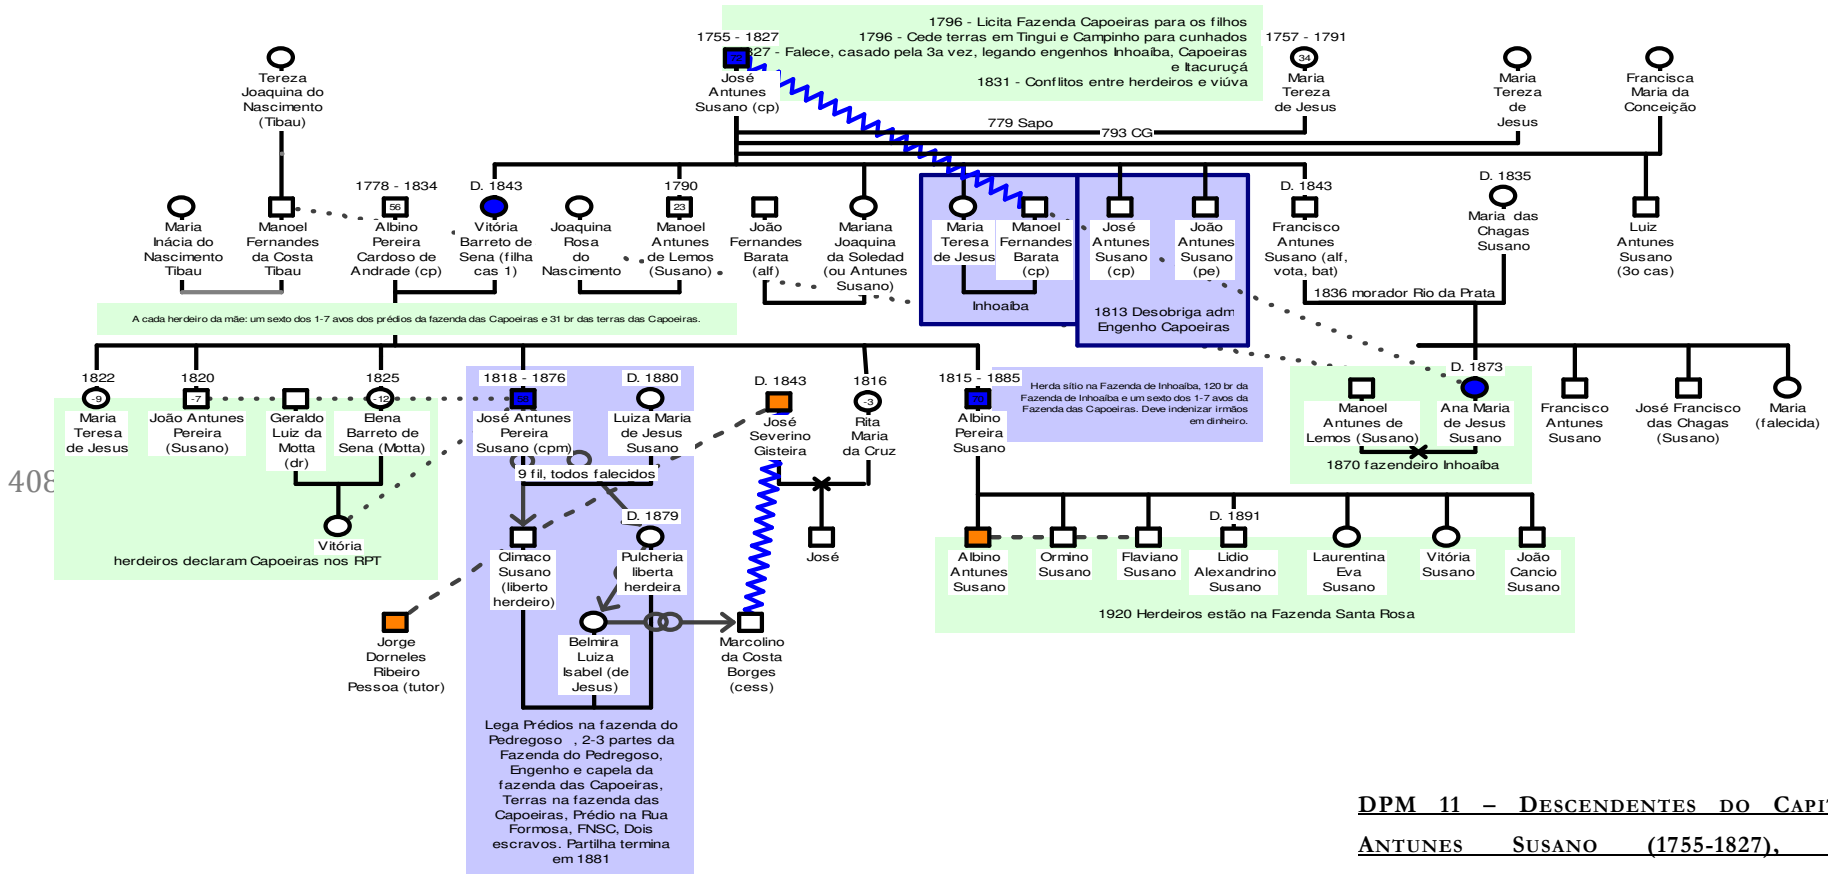 1796 - Licita Fazenda Capoeiras para os filhos
1796 - Cede terras em Tingui e Campinho para cunhados
827 - Falece, casado pela 3a vez, legando engenhos Inhoaíba, Capoeiras
e Itacuruçá
1831 - Conflitos entre herdeiros e viúva
1755 - 1827
72
José
Antunes
Susano (cp)
1757 - 1791
34
Maria
Tereza
de Jesus
Maria
Tereza
de
Jesus
Francisca
Maria da
Conceição
Tereza
Joaquina do
Nascimento
(Tibau)
779 Sapo
793 CG
Maria
Inácia do
Nascimento
Tibau
Manoel
Fernandes
da Costa
Tibau
1778 - 1834
56
Albino
Pereira
Cardoso de
Andrade (cp)
D. 1843
Vitória
Barreto de
Sena (filha
cas 1)
Joaquina
Rosa
do
Nascimento
1790
23
Manoel
Antunes
de Lemos
(Susano)
João
Fernandes
Barata
(alf)
Mariana
Joaquina
da Soledad
(ou Antunes
Susano)
Maria
Teresa
de Jesus
Manoel
Fernandes
Barata
(cp)
Inhoaíba
José
Antunes
Susano
(cp)
João
Antunes
Susano
(pe)
1813 Desobriga adm
Engenho Capoeiras
D. 1843
Francisco
Antunes
Susano (alf,
vota, bat)
D. 1835
Maria das
Chagas
Susano
1836 morador Rio da Prata
Luiz
Antunes
Susano
(3o cas)
A cada herdeiro da mãe: um sexto dos 1-7 avos dos prédios da fazenda das Capoeiras e 31 br das terras das Capoeiras.
1822
-9
Maria
Teresa
de Jesus
1820
-7
João Antunes
Pereira
(Susano)
Geraldo
Luiz da
Motta
(dr)
1825
-12
Elena
Barreto de
Sena (Motta)
Vitória
herdeiros declaram Capoeiras nos RPT
1818 - 1876
58
José Antunes
Pereira
Susano (cpm)
D. 1880
Luiza Maria
de Jesus
Susano
9 fil, todos falecidos
D. 1843
José
Severino
Gisteira
1816
-3
Rita
Maria
da Cruz
José
1815 - 1885
70
Albino
Pereira
Susano
Herda sítio na Fazenda de Inhoaíba, 120 br da
Fazenda de Inhoaíba e um sexto dos 1-7 avos da
Fazenda das Capoeiras. Deve indenizar irmãos
em dinheiro.
Manoel
Antunes de
Lemos (Susano)
D. 1873
Ana Maria
de Jesus
Susano
1870 fazendeiro Inhoaíba
Francisco
Antunes
Susano
José Francisco
das Chagas
(Susano)
Maria
(falecida)
408
Climaco
Susano
(liberto
herdeiro)
D. 1879
Pulcheria
liberta
herdeira
Albino
Antunes
Susano
Ormino
Susano
Flaviano
Susano
D. 1891
Lidio
Alexandrino
Susano
Laurentina
Eva
Susano
Vitória
Susano
João
Cancio
Susano
1920 Herdeiros estão na Fazenda Santa Rosa
Jorge
Dorneles
Ribeiro
Pessoa (tutor)
Belmira
Luiza
Isabel (de
Jesus)
Marcolino
da Costa
Borges
(cess)
Lega Prédios na fazenda do
Pedregoso , 2-3 partes da
Fazenda do Pedregoso,
Engenho e capela da
fazenda das Capoeiras,
Terras na fazenda das
Capoeiras, Prédio na Rua
Formosa, FNSC, Dois
escravos. Partilha termina
em 1881
DPM 11 – DESCENDENTES DO CAPIT
ANTUNES SUSANO (1755-1827),